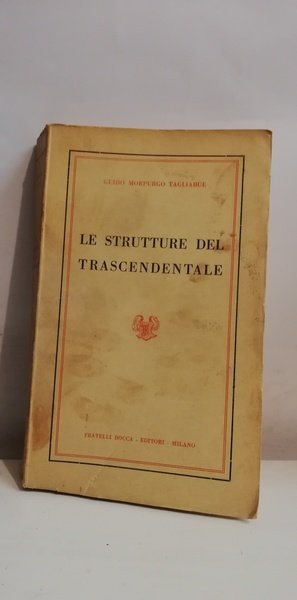 GUIDO MORPURGO TAGLIABUE
LE STRUTTURE DEL
TRASCENDENTALE
FRATELLI BOCCA - EDITORI - MILANO